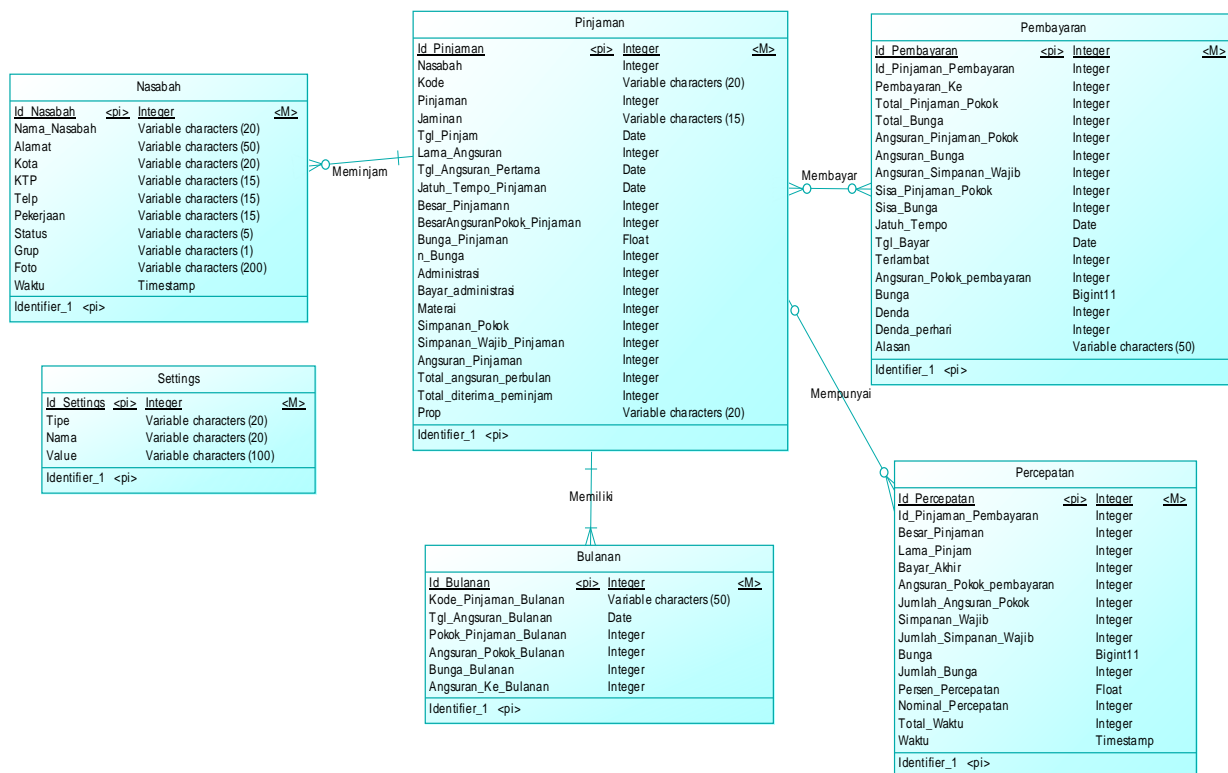 Nasabah
Id_Nasabah <pi> Integer <M>
Nama_Nasabah Variable characters (20)
Alamat Variable characters (50)
Kota Variable characters (20)
KTP Variable characters (15)
Telp Variable characters (15)
Pekerjaan Variable characters (15)
Status Variable characters (5)
Grup Variable characters (1)
Foto Variable characters (200)
Waktu Timestamp
Identifier_1 <pi>
Settings
Id_Settings <pi> Integer <M>
Tipe Variable characters (20)
Nama Variable characters (20)
Value Variable characters (100)
Identifier_1 <pi>
Meminjam
Pinjaman
Id_Pinjaman <pi> Integer <M>
Nasabah Integer
Kode Variable characters (20)
Pinjaman Integer
Jaminan Variable characters (15)
Tgl_Pinjam Date
Lama_Angsuran Integer
Tgl_Angsuran_Pertama Date
Jatuh_Tempo_Pinjaman Date
Besar_Pinjamann Integer
BesarAngsuranPokok_Pinjaman Integer
Bunga_Pinjaman Float
n_Bunga Integer
Administrasi Integer
Bayar_administrasi Integer
Materai Integer
Simpanan_Pokok Integer
Simpanan_Wajib_Pinjaman Integer
Angsuran_Pinjaman Integer
Total_angsuran_perbulan Integer
Total_diterima_peminjam Integer
Prop Variable characters (20)
Identifier_1 <pi>
Memiliki
Bulanan
Id_Bulanan <pi> Integer <M>
Kode_Pinjaman_Bulanan Variable characters (50)
Tgl_Angsuran_Bulanan Date
Pokok_Pinjaman_Bulanan Integer
Angsuran_Pokok_Bulanan Integer
Bunga_Bulanan Integer
Angsuran_Ke_Bulanan Integer
Identifier_1 <pi>
Membayar
Mempunyai
Pembayaran
Id_Pembayaran <pi> Integer <M>
Id_Pinjaman_Pembayaran Integer
Pembayaran_Ke Integer
Total_Pinjaman_Pokok Integer
Total_Bunga Integer
Angsuran_Pinjaman_Pokok Integer
Angsuran_Bunga Integer
Angsuran_Simpanan_Wajib Integer
Sisa_Pinjaman_Pokok Integer
Sisa_Bunga Integer
Jatuh_Tempo Date
Tgl_Bayar Date
Terlambat Integer
Angsuran_Pokok_pembayaran Integer
Bunga Bigint11
Denda Integer
Denda_perhari Integer
Alasan Variable characters (50)
Identifier_1 <pi>
Percepatan
Id_Percepatan <pi> Integer <M>
Id_Pinjaman_Pembayaran Integer
Besar_Pinjaman Integer
Lama_Pinjam Integer
Bayar_Akhir Integer
Angsuran_Pokok_pembayaran Integer
Jumlah_Angsuran_Pokok Integer
Simpanan_Wajib Integer
Jumlah_Simpanan_Wajib Integer
Bunga Bigint11
Jumlah_Bunga Integer
Persen_Percepatan Float
Nominal_Percepatan Integer
Total_Waktu Integer
Waktu Timestamp
Identifier_1 <pi>